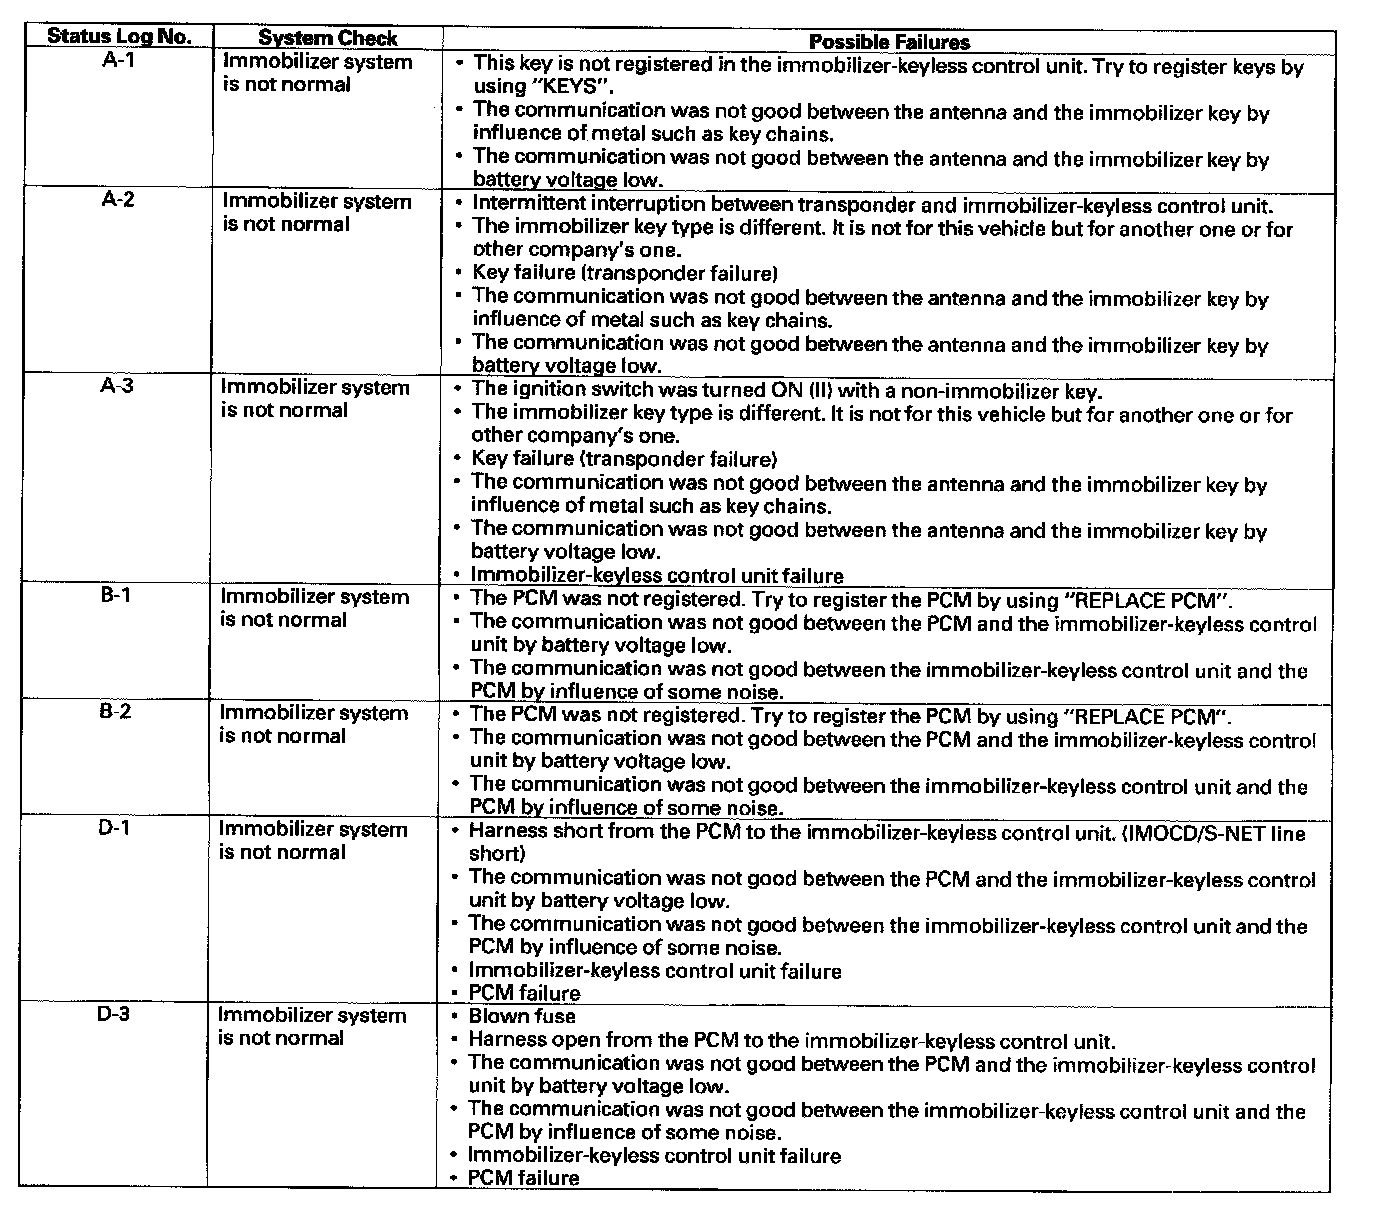 Status Log No. System Check Possible Failures
A-1 Immobilizer system is not normal
• This key is not registered in the immobilizer-keyless control unit. Try to register keys by
using "KEYS".
• The communication was not good between the antenna and the immobilizer key by
influence of metal such as key chains.
• The communication was not good between the antenna and the immobilizer key by
battery voltage low.
A-2 Immobilizer system is not normal
• Intermittent interruption between transponder and immobilizer-keyless control unit.
• The immobilizer key type is different. It is not for this vehicle but for another one or for
other company's one.
• Key failure (transponder failure)
• The communication was not good between the antenna and the immobilizer key by
influence of metal such as key chains.
• The communication was not good between the antenna and the immobilizer key by
battery voltage low.
A-3 Immobilizer system is not normal
• The ignition switch was turned ON (II) with a non-immobilizer key.
• The immobilizer key type is different. It is not for this vehicle but for another one or for
other company's one.
• Key failure (transponder failure)
• The communication was not good between the antenna and the immobilizer key by
influence of metal such as key chains.
• The communication was not good between the antenna and the immobilizer key by
battery voltage low.
• Immobilizer-keyless control unit failure
B-1 Immobilizer system is not normal
• The PCM was not registered. Try to register the PCM by using "REPLACE PCM".
• The communication was not good between the PCM and the immobilizer-keyless control
unit by battery voltage low.
• The communication was not good between the immobilizer-keyless control unit and the
PCM by influence of some noise.
B-2 Immobilizer system is not normal
• The PCM was not registered. Try to register the PCM by using "REPLACE PCM".
• The communication was not good between the PCM and the immobilizer-keyless control
unit by battery voltage low.
• The communication was not good between the immobilizer-keyless control unit and the
PCM by influence of some noise.
D-1 Immobilizer system is not normal
• Harness short from the PCM to the immobilizer-keyless control unit. (IMOCD/S-NET line
short)
• The communication was not good between the PCM and the immobilizer-keyless control
unit by battery voltage low.
• The communication was not good between the immobilizer-keyless control unit and the
PCM by influence of some noise.
• Immobilizer-keyless control unit failure
• PCM failure
D-3 Immobilizer system is not normal
• Blown fuse
• Harness open from the PCM to the immobilizer-keyless control unit.
• The communication was not good between the PCM and the immobilizer-keyless control
unit by battery voltage low.
• The communication was not good between the immobilizer-keyless control unit and the
PCM by influence of some noise.
• Immobilizer-keyless control unit failure
• PCM failure